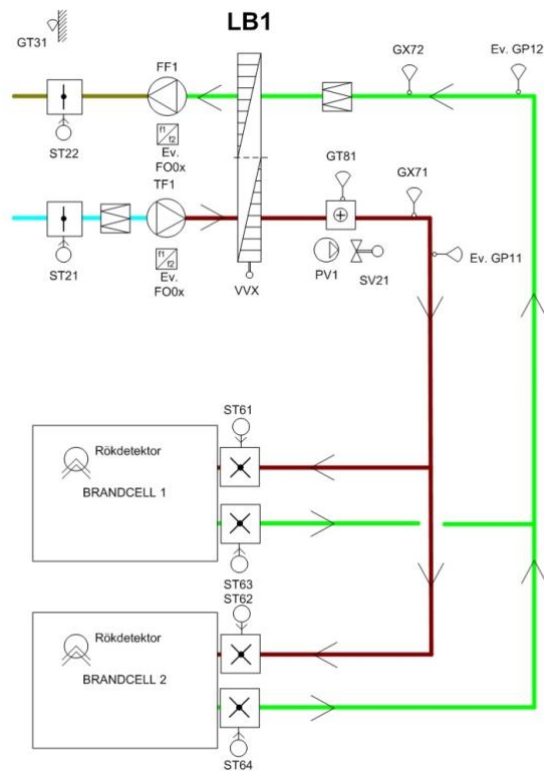 LB1
GT31
FF1
GX72
Ev. GP12
ST22
f1
f2
Ev.
FO0x
TF1
GT81
GX71
ST21
f1
f2
Ev.
FO0x
VVX
PV1
SV21
Ev. GP11
ST61
Rökdetektor
BRANDCELL 1
ST63
ST62
Rökdetektor
BRANDCELL 2
ST64